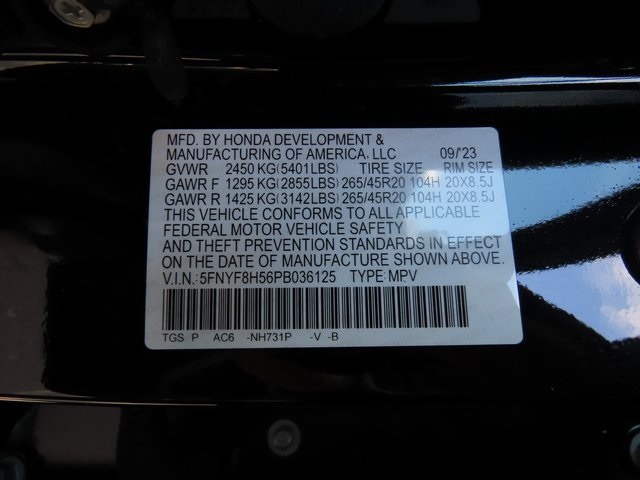 MFD. BY HONDA DEVELOPMENT &
MANUFACTURING OF AMERICA, LLC 09/'23
GVWR 2450 KG(5401LBS) TIRE SIZE RIM SIZE
GAWR F 1295 KG(2855LBS) 265/45R20 104H 20X8.5J
GAWR R 1425 KG(3142LBS) 265/45R20 104H 20X8.5J
THIS VEHICLE CONFORMS TO ALL APPLICABLE
FEDERAL MOTOR VEHICLE SAFETY
AND THEFT PREVENTION STANDARDS IN EFFECT
ON THE DATE OF MANUFACTURE SHOWN ABOVE.
V.I.N.: 5FNYF8H56PB036125 TYPE: MPV
TGS P AC6 -NH731P -V -B